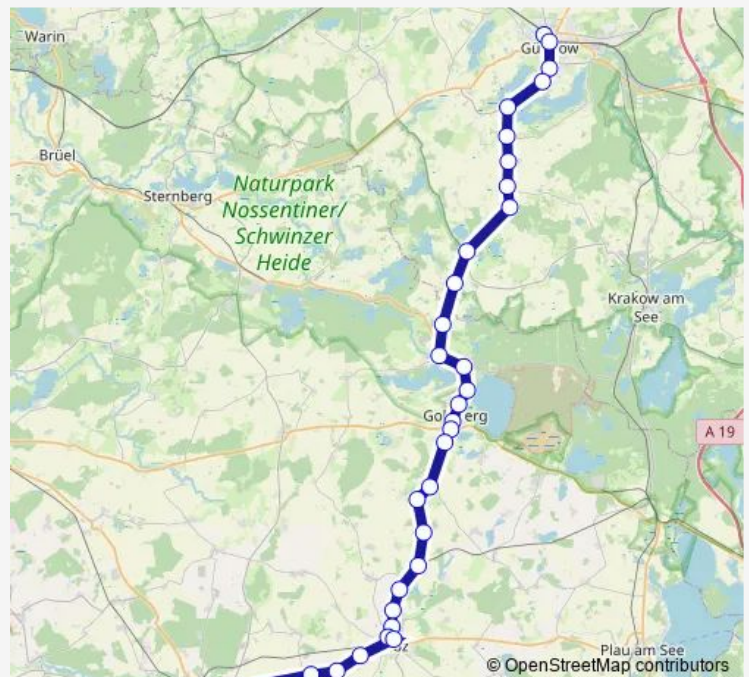 Warin
Brüel
Sternberg
Naturpark
Nossentiner/
Schwinzer
Heide
Krakow am
See
A 19
Plau am See
© OpenStreetMap contributors